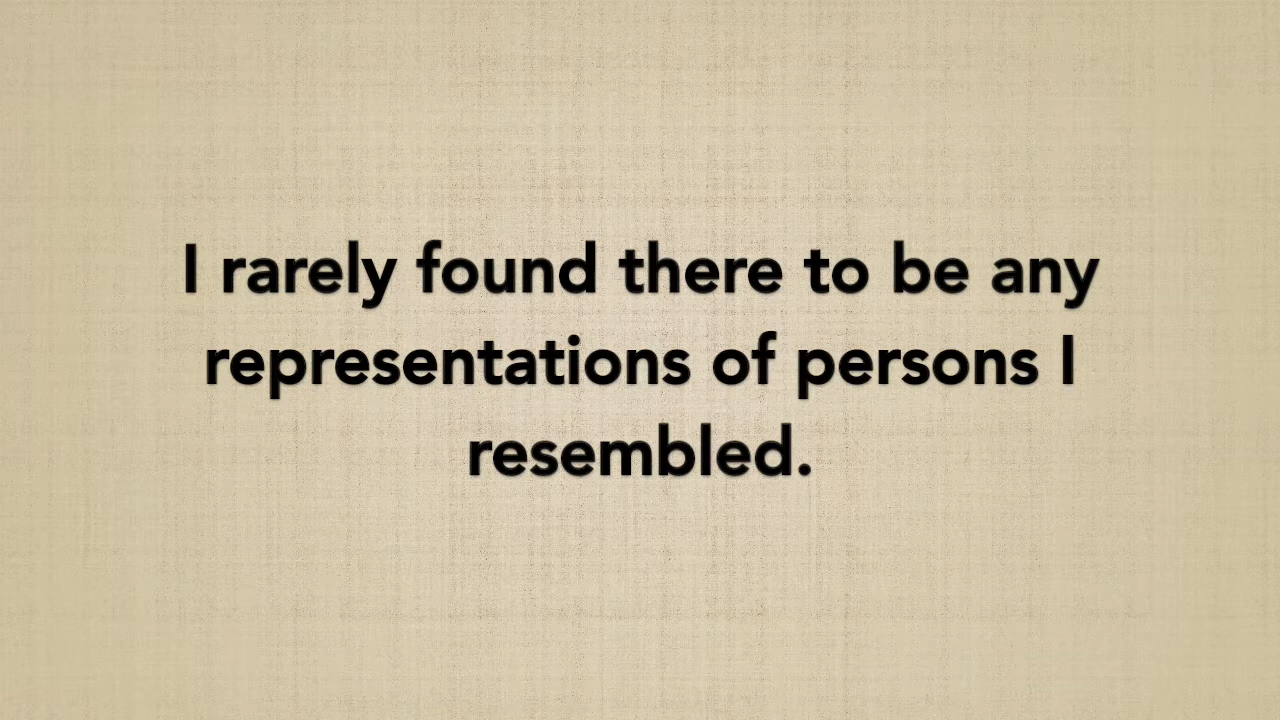 I rarely found there to be any
representations of persons I
resembled.